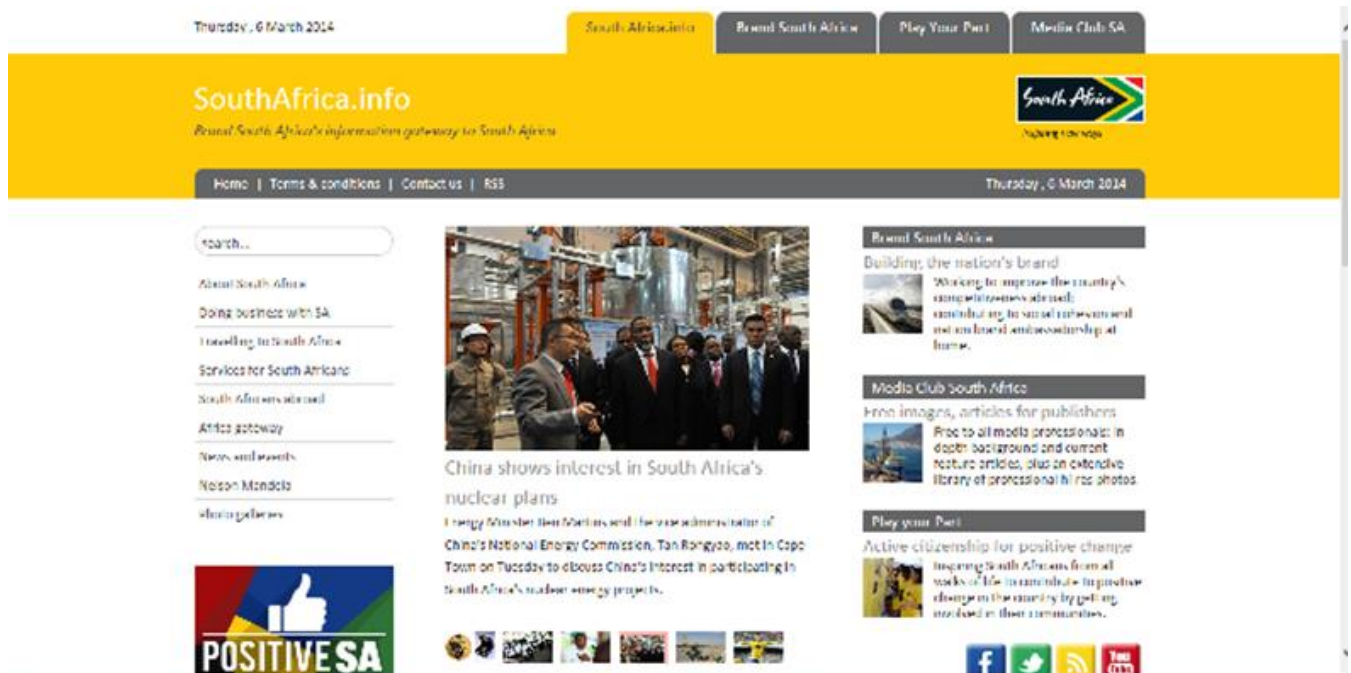 Thursday , 6 March 2014
South Africa.info
Brand South Africa
Play Your Part
Media Club SA
SouthAfrica.info
Brand South Africa's information gateway to South Africa
South Africa
Inspiring new ways
Home | Terms & conditions | Contact us | RSS
Thursday , 6 March 2014
search...
About South Africa
Doing business with SA
Travelling to South Africa
Services for South Africans
South Africans abroad
Africa gateway
News and events
Nelson Mandela
Photo galleries
POSITIVE SA
China shows interest in South Africa's
nuclear plans
Energy Minister Ben Martins and the vice administrator of
China's National Energy Commission, Tan Rongyao, met in Cape
Town on Tuesday to discuss China's interest in participating in
South Africa's nuclear energy projects.
Brand South Africa
Building the nation's brand
Working to improve the country's
competitiveness abroad;
contributing to social cohesion and
nation brand ambassadorship at
home.
Media Club South Africa
Free images, articles for publishers
Free to all media professionals: in
depth background and current
feature articles, plus an extensive
library of professional hi res photos.
Play your Part
Active citizenship for positive change
Inspiring South Africans from all
walks of life to contribute to positive
change in the country by getting
involved in their communities.
f
You
Tube